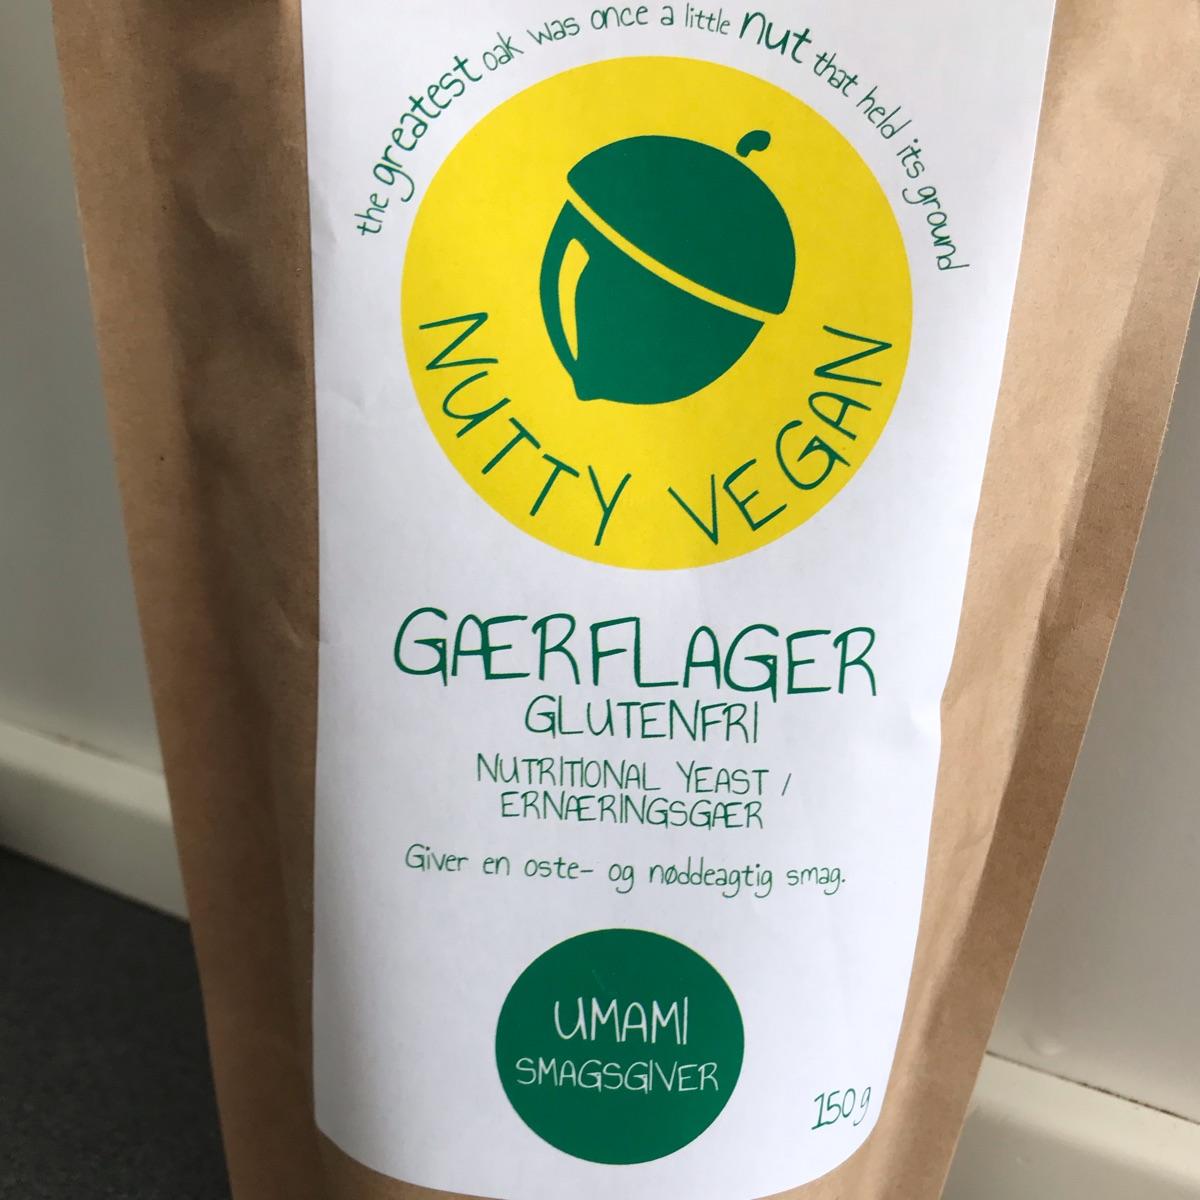 the greatest oak was once a little nut that held its ground
NUTTY VEGAN
GÆRFLAGER
GLUTENFRI
NUTRITIONAL YEAST /
ERNÆRINGSGÆR
Giver en oste- og nøddeagtig smag.
UMAMI
SMAGSGIVER
150 g